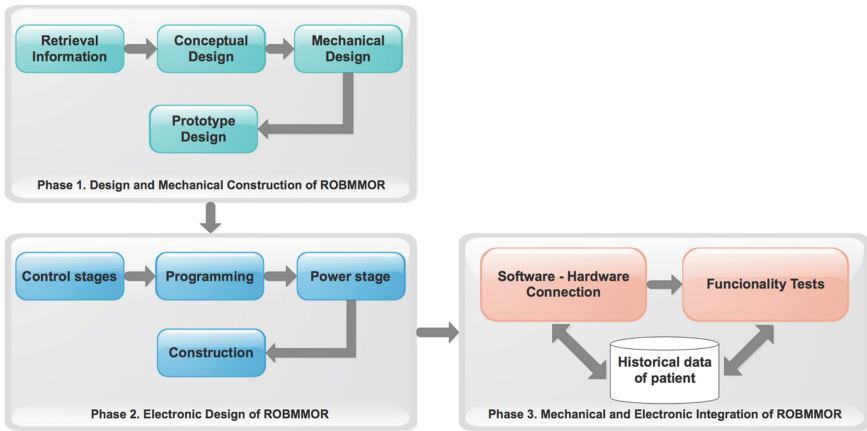 Retrieval
Information
Conceptual
Design
Mechanical
Design
Prototype
Design
Phase 1. Design and Mechanical Construction of ROBMMOR
Control stages
Programming
Power stage
Construction
Phase 2. Electronic Design of ROBMMOR
Software - Hardware
Connection
Funcionality Tests
Historical data
of patient
Phase 3. Mechanical and Electronic Integration of ROBMMOR